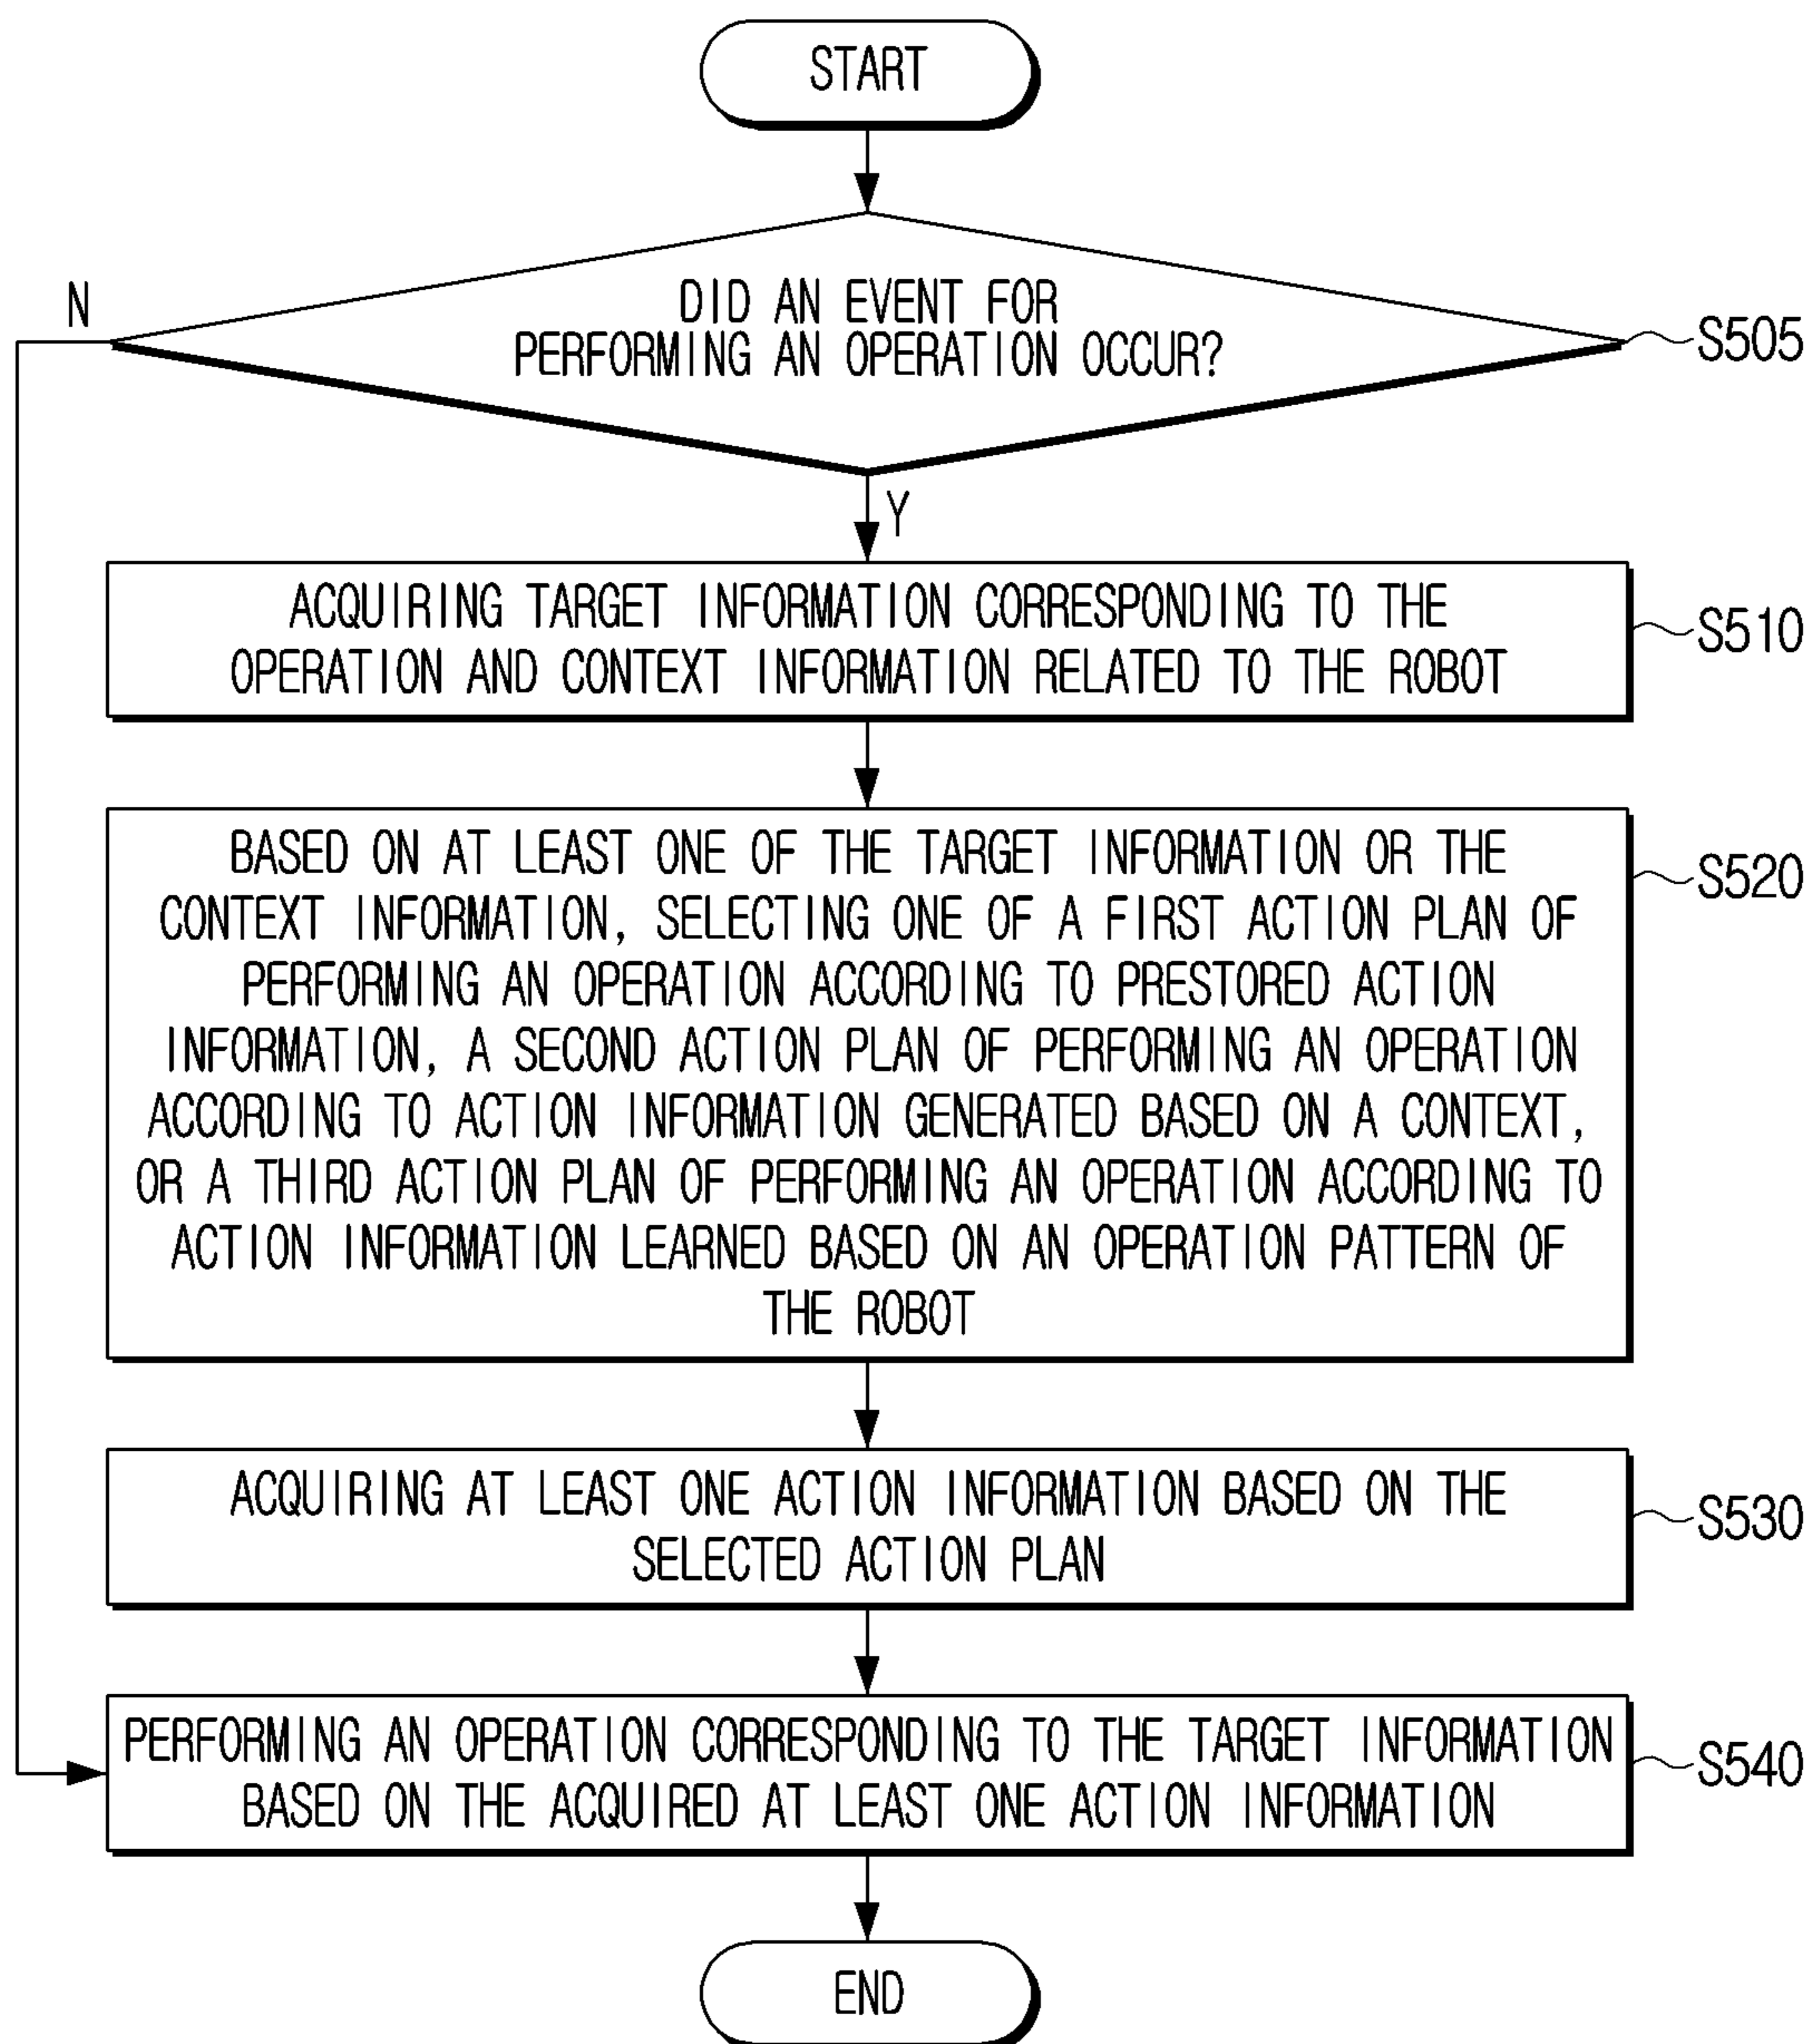 START
N
DID AN EVENT FOR
PERFORMING AN OPERATION OCCUR?
S505
Y
ACQUIRING TARGET INFORMATION CORRESPONDING TO THE
OPERATION AND CONTEXT INFORMATION RELATED TO THE ROBOT
S510
BASED ON AT LEAST ONE OF THE TARGET INFORMATION OR THE
CONTEXT INFORMATION, SELECTING ONE OF A FIRST ACTION PLAN OF
PERFORMING AN OPERATION ACCORDING TO PRESTORED ACTION
INFORMATION, A SECOND ACTION PLAN OF PERFORMING AN OPERATION
ACCORDING TO ACTION INFORMATION GENERATED BASED ON A CONTEXT,
OR A THIRD ACTION PLAN OF PERFORMING AN OPERATION ACCORDING TO
ACTION INFORMATION LEARNED BASED ON AN OPERATION PATTERN OF
THE ROBOT
S520
ACQUIRING AT LEAST ONE ACTION INFORMATION BASED ON THE
SELECTED ACTION PLAN
S530
PERFORMING AN OPERATION CORRESPONDING TO THE TARGET INFORMATION
BASED ON THE ACQUIRED AT LEAST ONE ACTION INFORMATION
S540
END